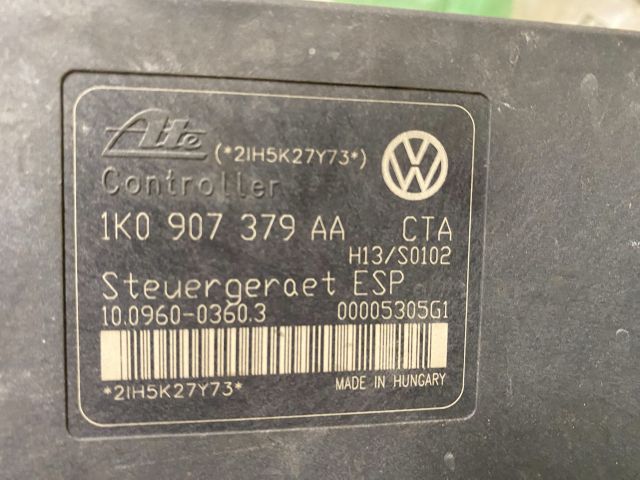 Ate (*2IH5K27Y73*)
Controller
1K0 907 379 AA CTA
H13/S0102
Steuergeraet ESP
10.0960-0360.3 00005305G1
*2IH5K27Y73* MADE IN HUNGARY